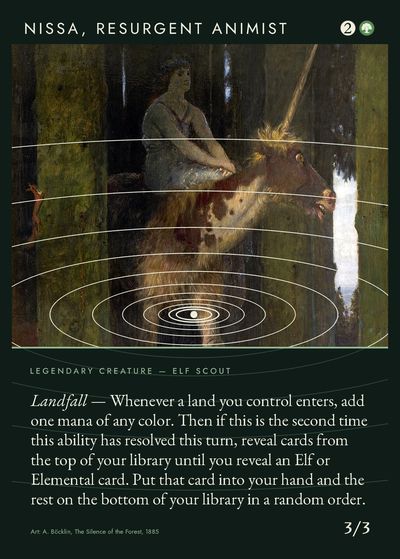 NISSA, RESURGENT ANIMIST 2
LEGENDARY CREATURE — ELF SCOUT
Landfall — Whenever a land you control enters, add
one mana of any color. Then if this is the second time
this ability has resolved this turn, reveal cards from
the top of your library until you reveal an Elf or
Elemental card. Put that card into your hand and the
rest on the bottom of your library in a random order.
Art: A. Böcklin, The Silence of the Forest, 1885
3/3